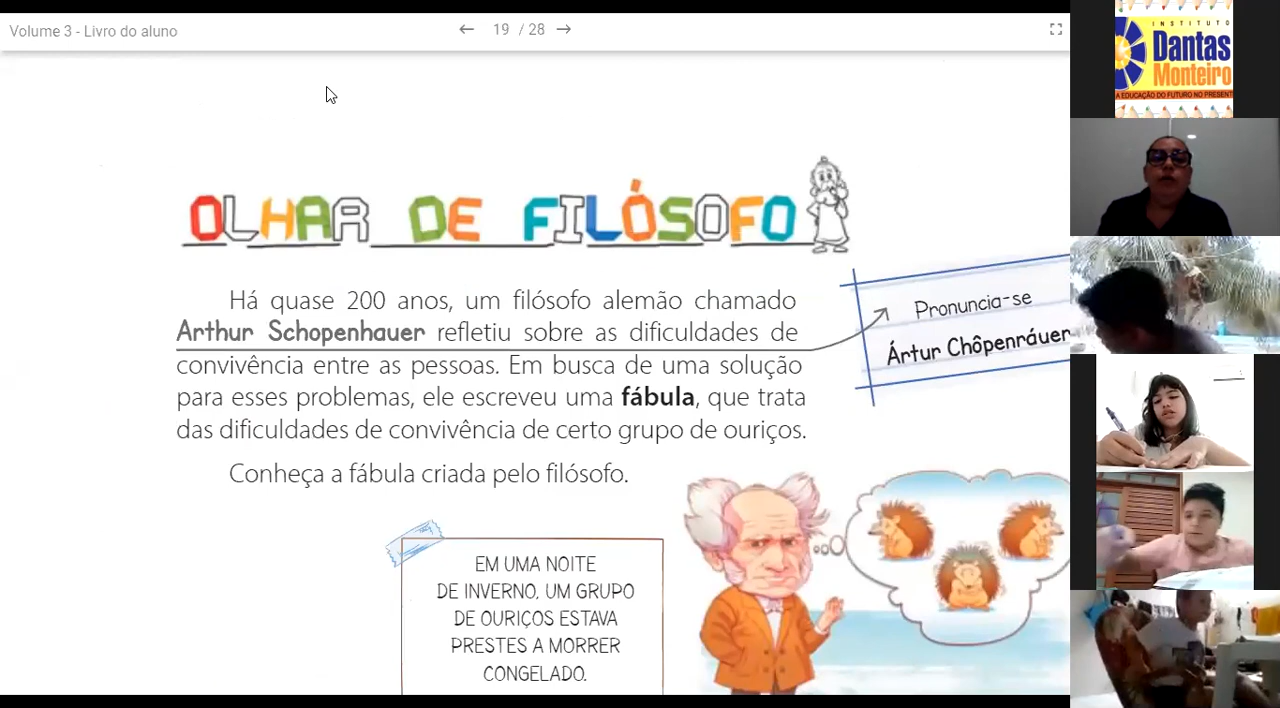 Volume 3 - Livro do aluno
← 19 / 28 →
OLHAR DE FILÓSOFO
Há quase 200 anos, um filósofo alemão chamado
Arthur Schopenhauer refletiu sobre as dificuldades de
convivência entre as pessoas. Em busca de uma solução
para esses problemas, ele escreveu uma fábula, que trata
das dificuldades de convivência de certo grupo de ouriços.
Conheça a fábula criada pelo filósofo.
Pronuncia-se
Ártur Chôpenráuer
EM UMA NOITE
DE INVERNO, UM GRUPO
DE OURIÇOS ESTAVA
PRESTES A MORRER
CONGELADO.
INSTITUTO
Dantas
Monteiro
A EDUCAÇÃO DO FUTURO NO PRESENT